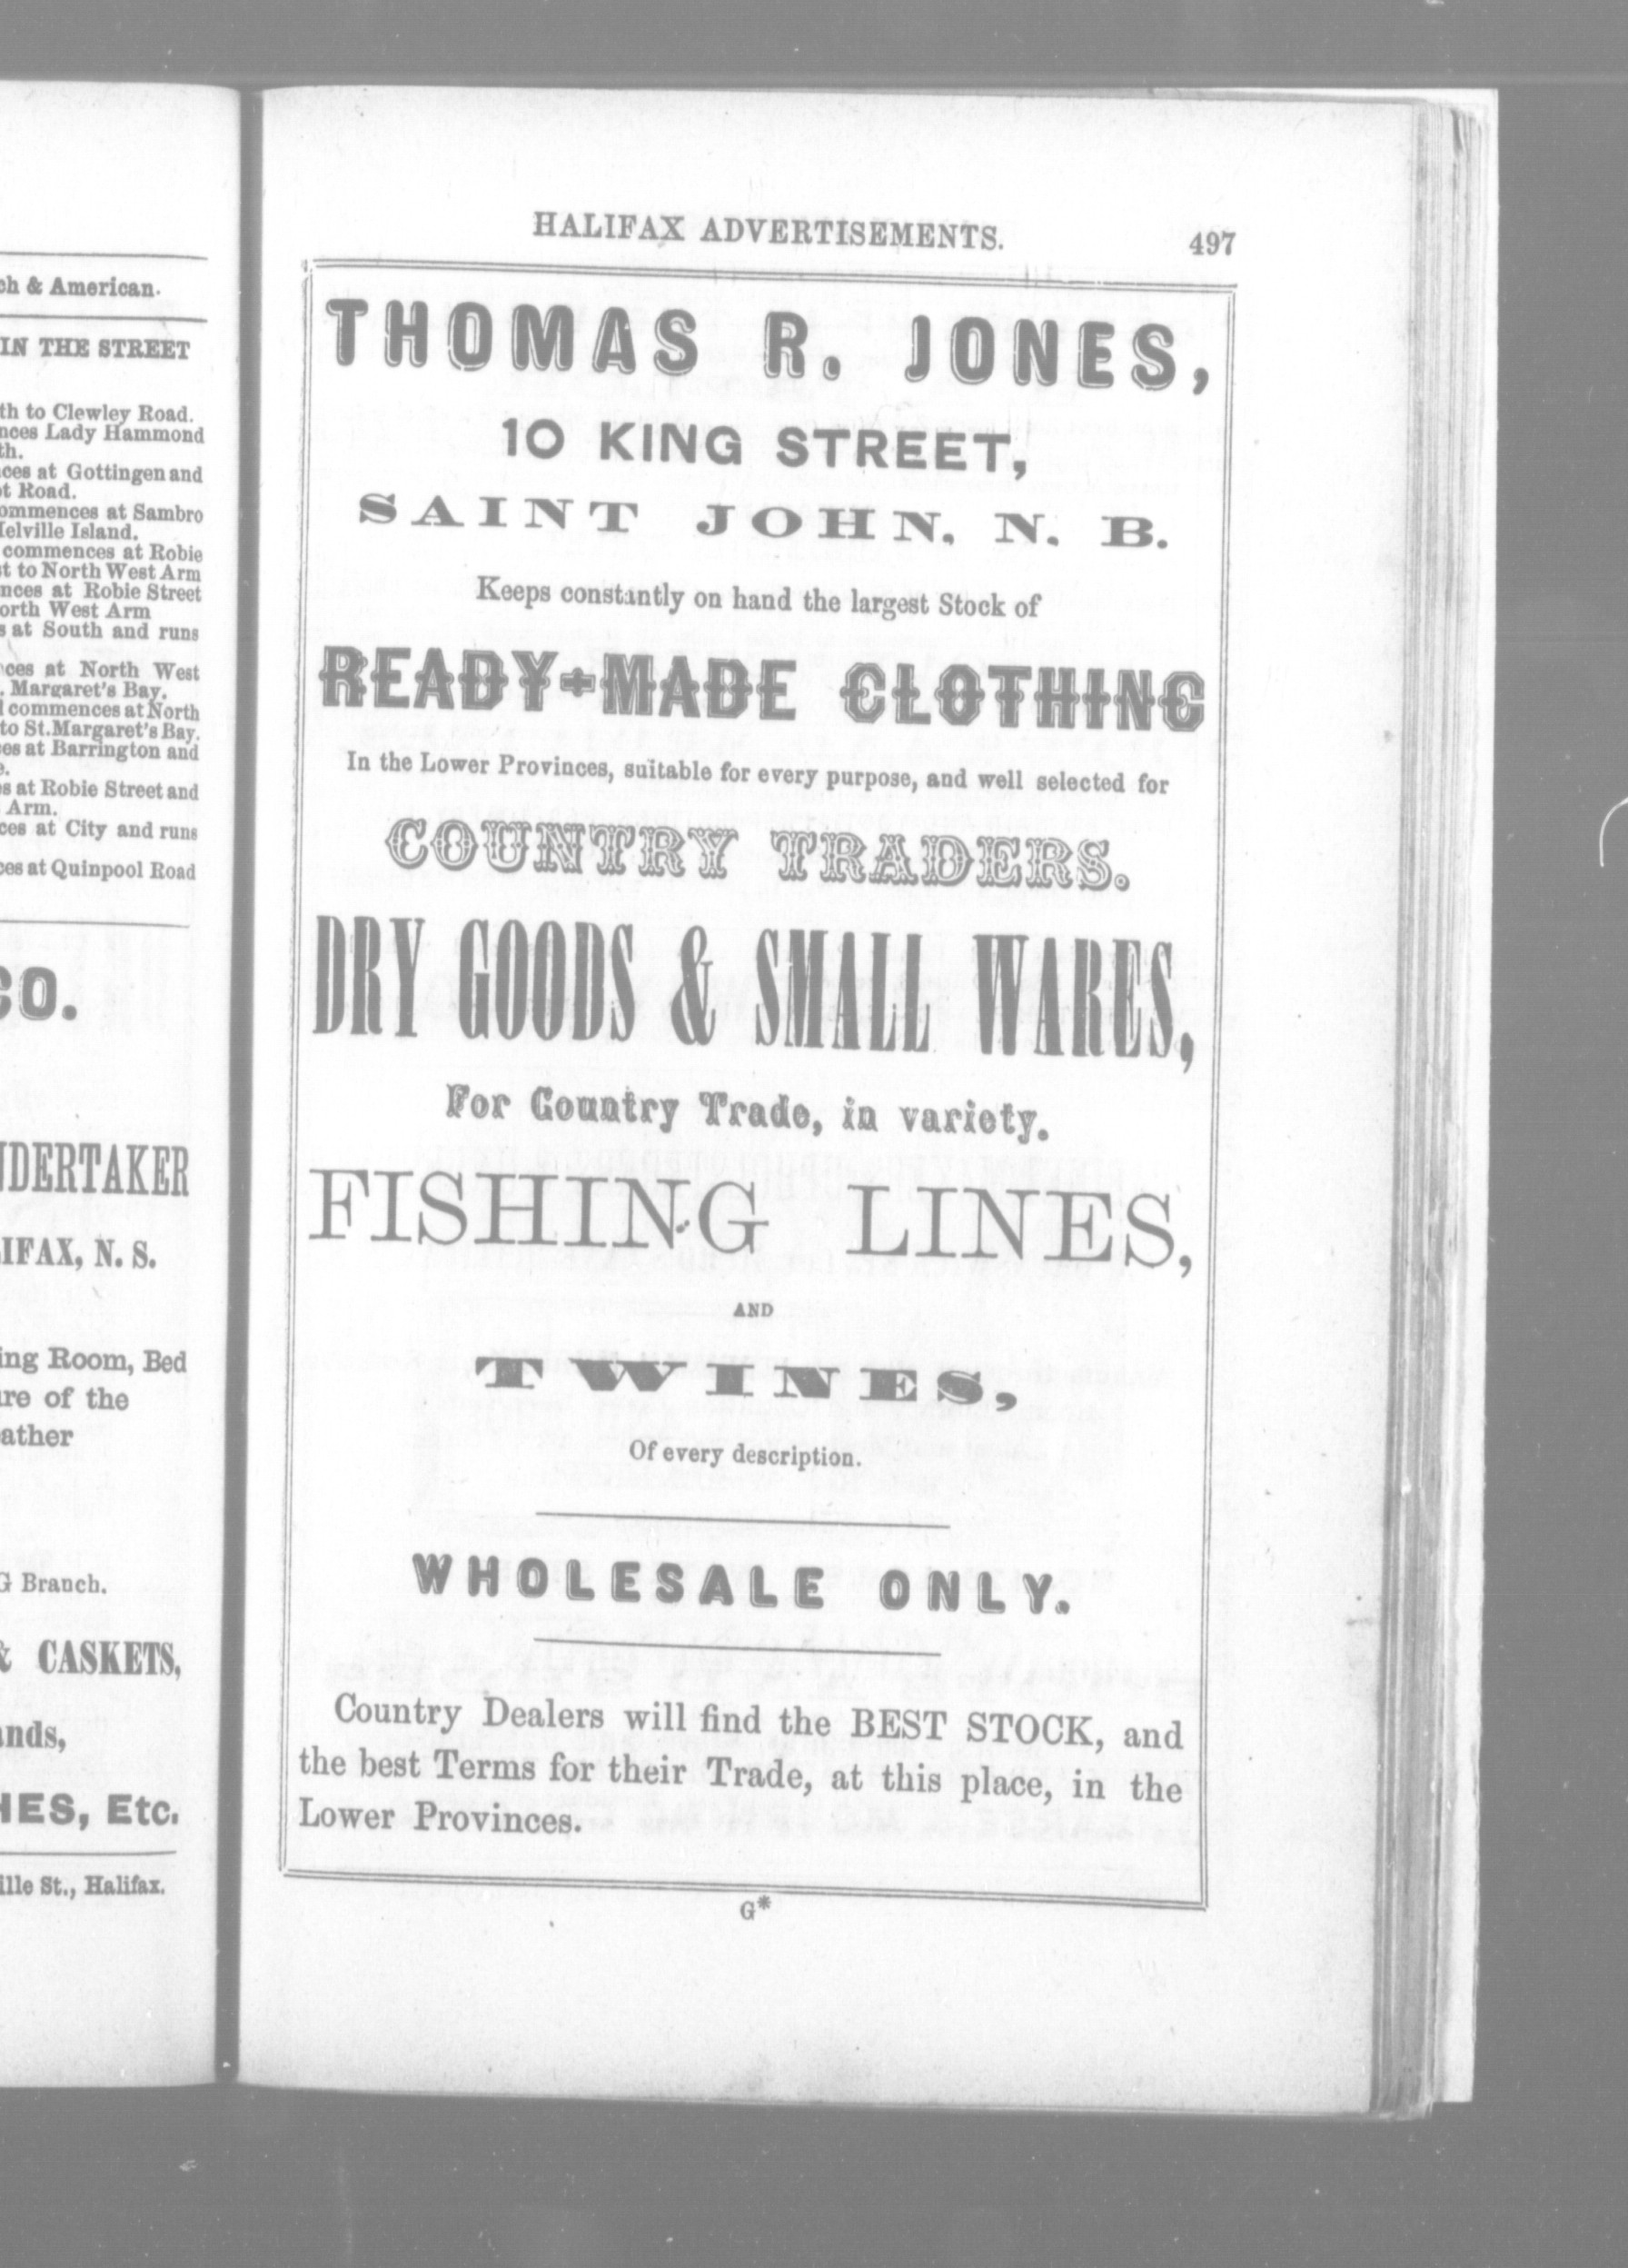 ch & American.
IN THE STREET
th to Clewley Road.
nces Lady Hammond
th.
ces at Gottingen and
ot Road.
ommences at Sambro
Melville Island.
commences at Robie
st to North West Arm
nces at Robie Street
orth West Arm
s at South and runs
ces at North West
. Margaret's Bay.
commences at North
to St. Margaret's Bay.
es at Barrington and
e.
s at Robie Street and
Arm.
ces at City and runs
ces at Quinpool Road
CO.
NDERTAKER
LIFAX, N. S.
ing Room, Bed
ure of the
eather
G Branch.
& CASKETS,
ands,
HES, Etc.
ille St., Halifax.
HALIFAX ADVERTISEMENTS. 497
THOMAS R. JONES,
10 KING STREET,
SAINT JOHN, N. B.
Keeps constantly on hand the largest Stock of
READY-MADE CLOTHING
In the Lower Provinces, suitable for every purpose, and well selected for
COUNTRY TRADERS.
DRY GOODS & SMALL WARES,
For Country Trade, in variety.
FISHING LINES,
AND
TWINES,
Of every description.
WHOLESALE ONLY.
Country Dealers will find the BEST STOCK, and
the best Terms for their Trade, at this place, in the
Lower Provinces.
G*